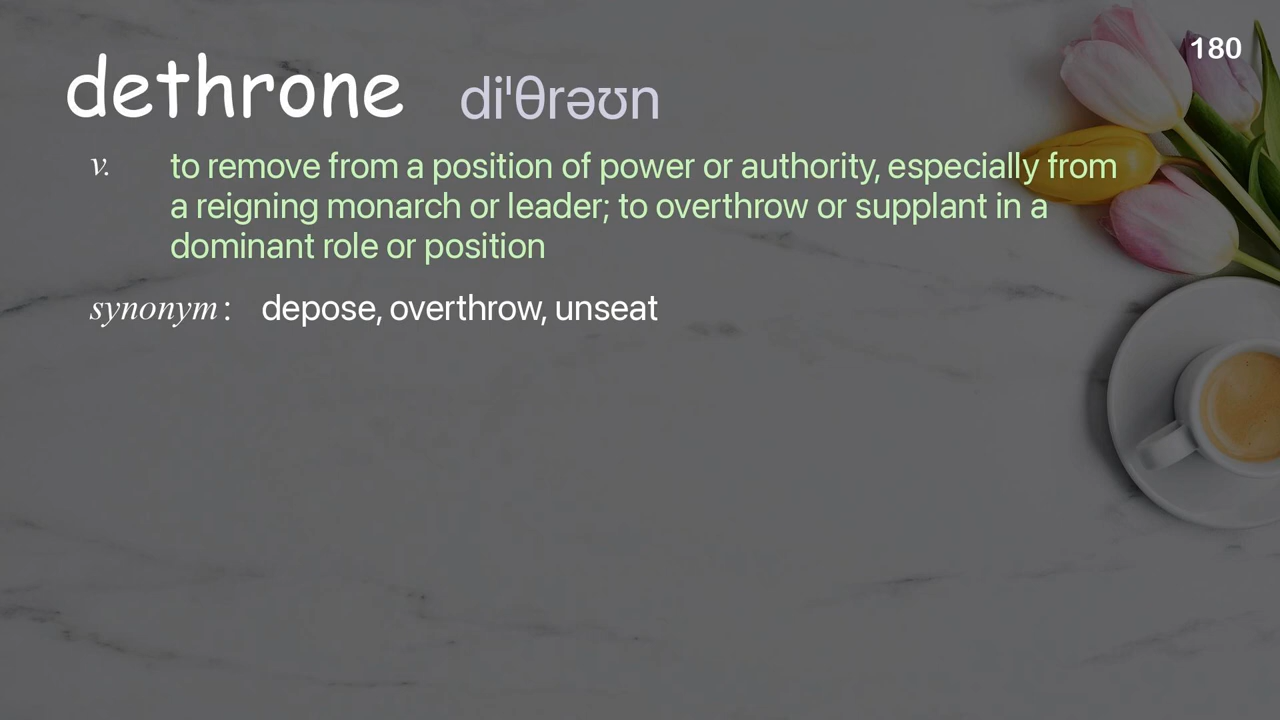 180
dethrone di'θrəʊn
v. to remove from a position of power or authority, especially from
a reigning monarch or leader; to overthrow or supplant in a
dominant role or position
synonym: depose, overthrow, unseat